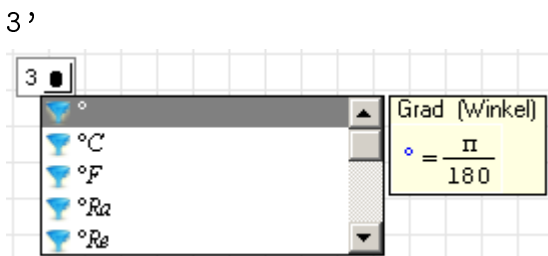 3’
3
° Grad (Winkel)
°C
°F ° = π
180
°Ra
°Re